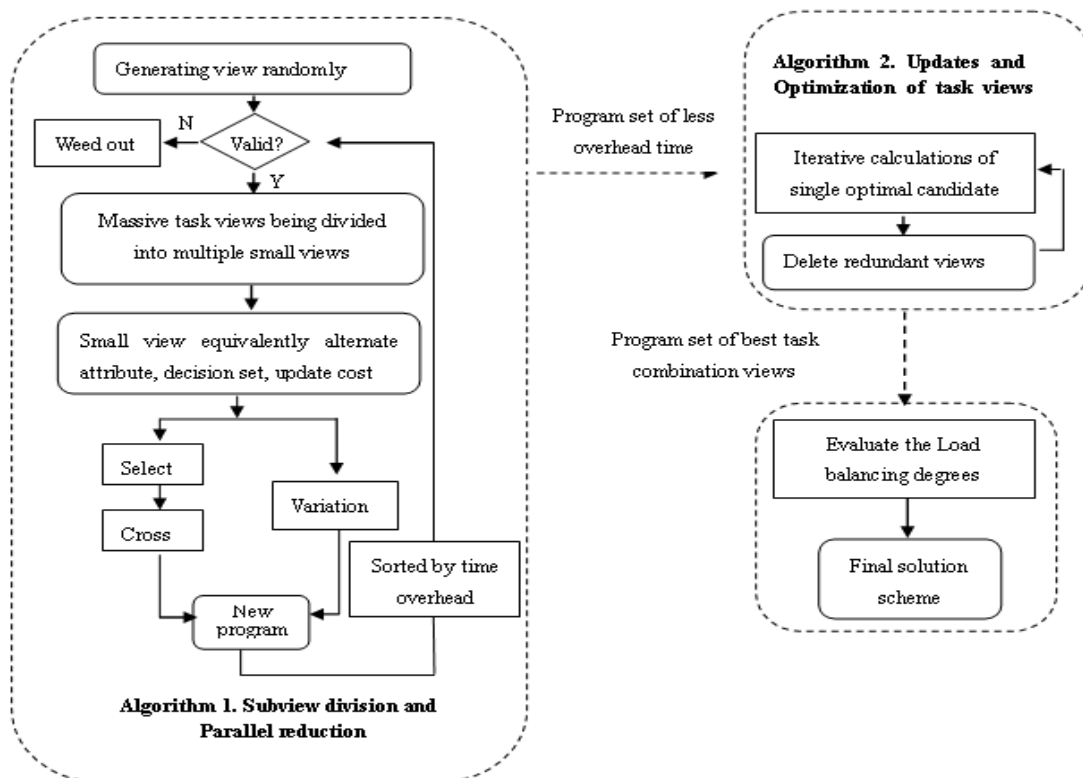 Generating view randomly
N
Weed out
Valid?
Y
Massive task views being divided
into multiple small views
Small view equivalently alternate
attribute, decision set, update cost
Select
Cross
Variation
Sorted by time
overhead
New
program
Algorithm 1. Subview division and
Parallel reduction
Program set of less
overhead time
Algorithm 2. Updates and
Optimization of task views
Iterative calculations of
single optimal candidate
Delete redundant views
Program set of best task
combination views
Evaluate the Load
balancing degrees
Final solution
scheme